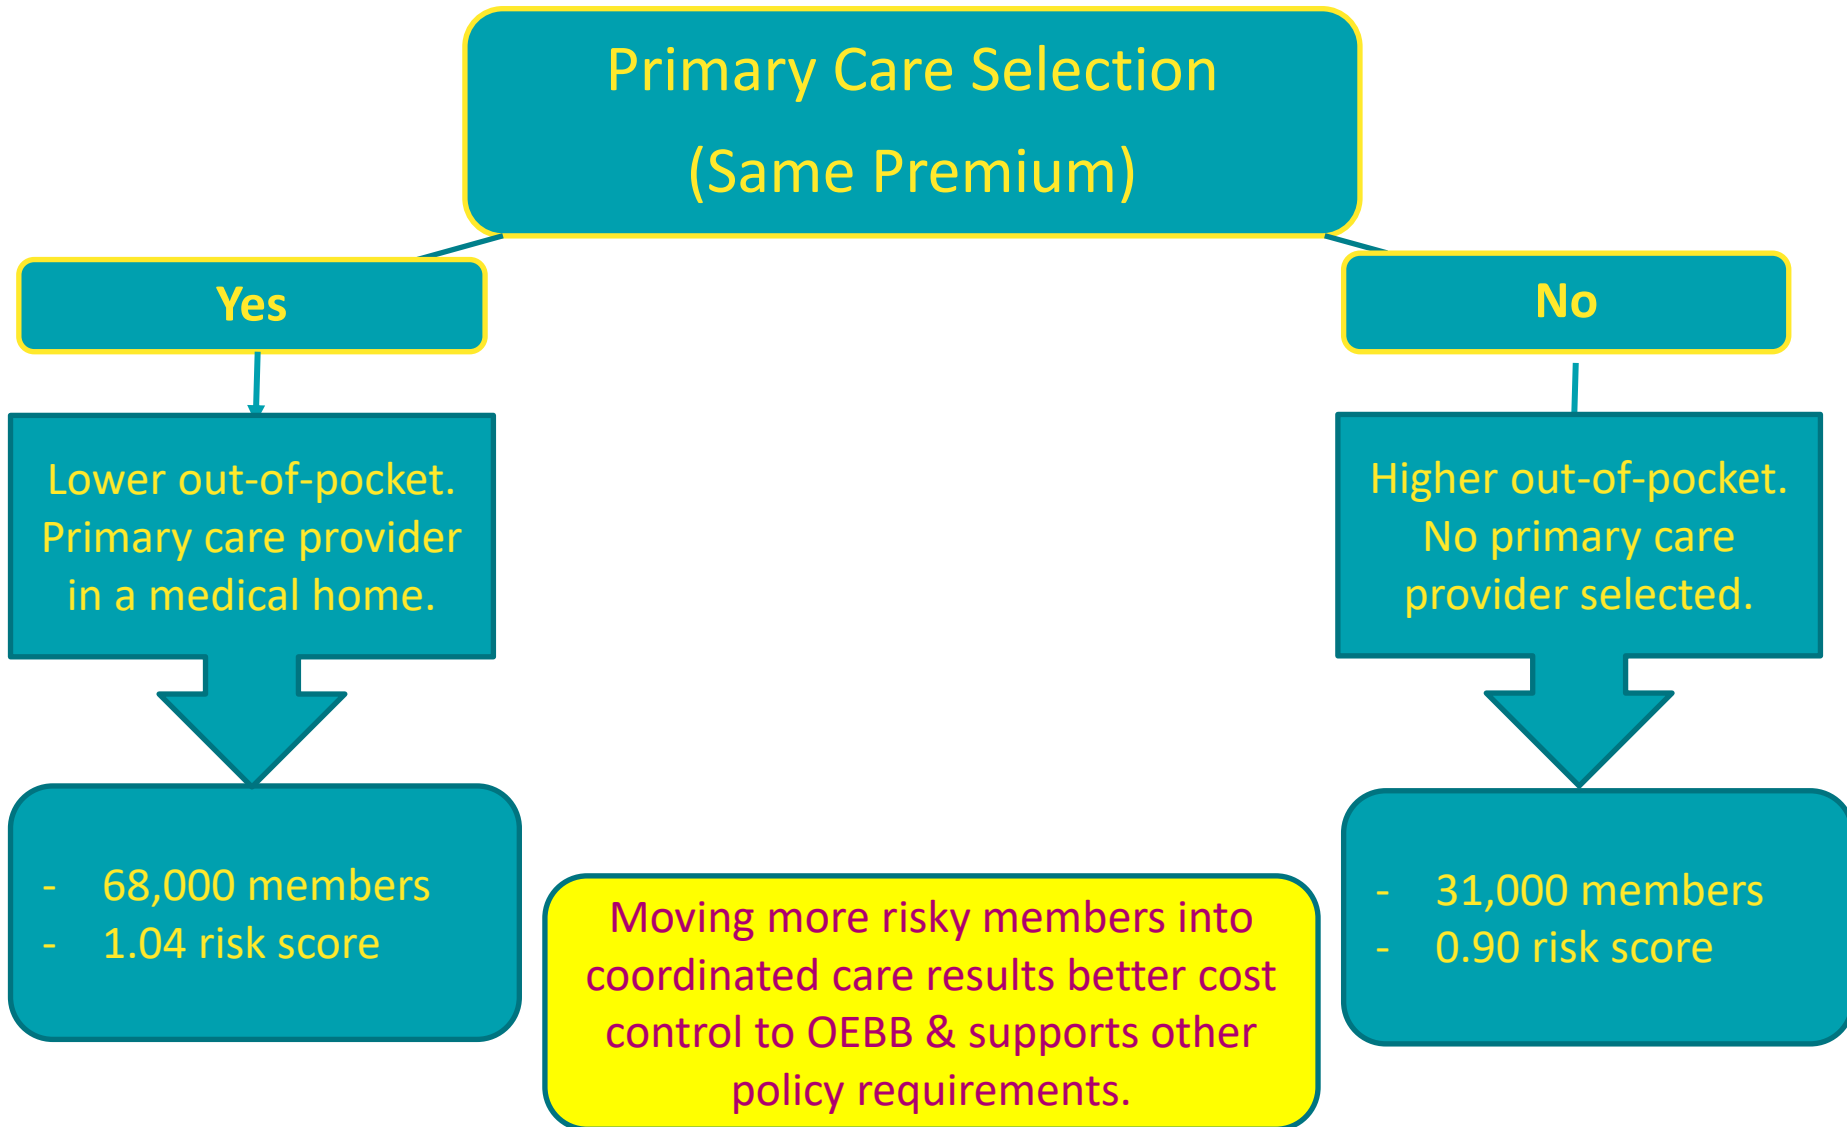 Primary Care Selection
(Same Premium)
Yes
No
Lower out-of-pocket.
Primary care provider
in a medical home.
Higher out-of-pocket.
No primary care
provider selected.
- 68,000 members
- 1.04 risk score
Moving more risky members into
coordinated care results better cost
control to OEBB & supports other
policy requirements.
- 31,000 members
- 0.90 risk score